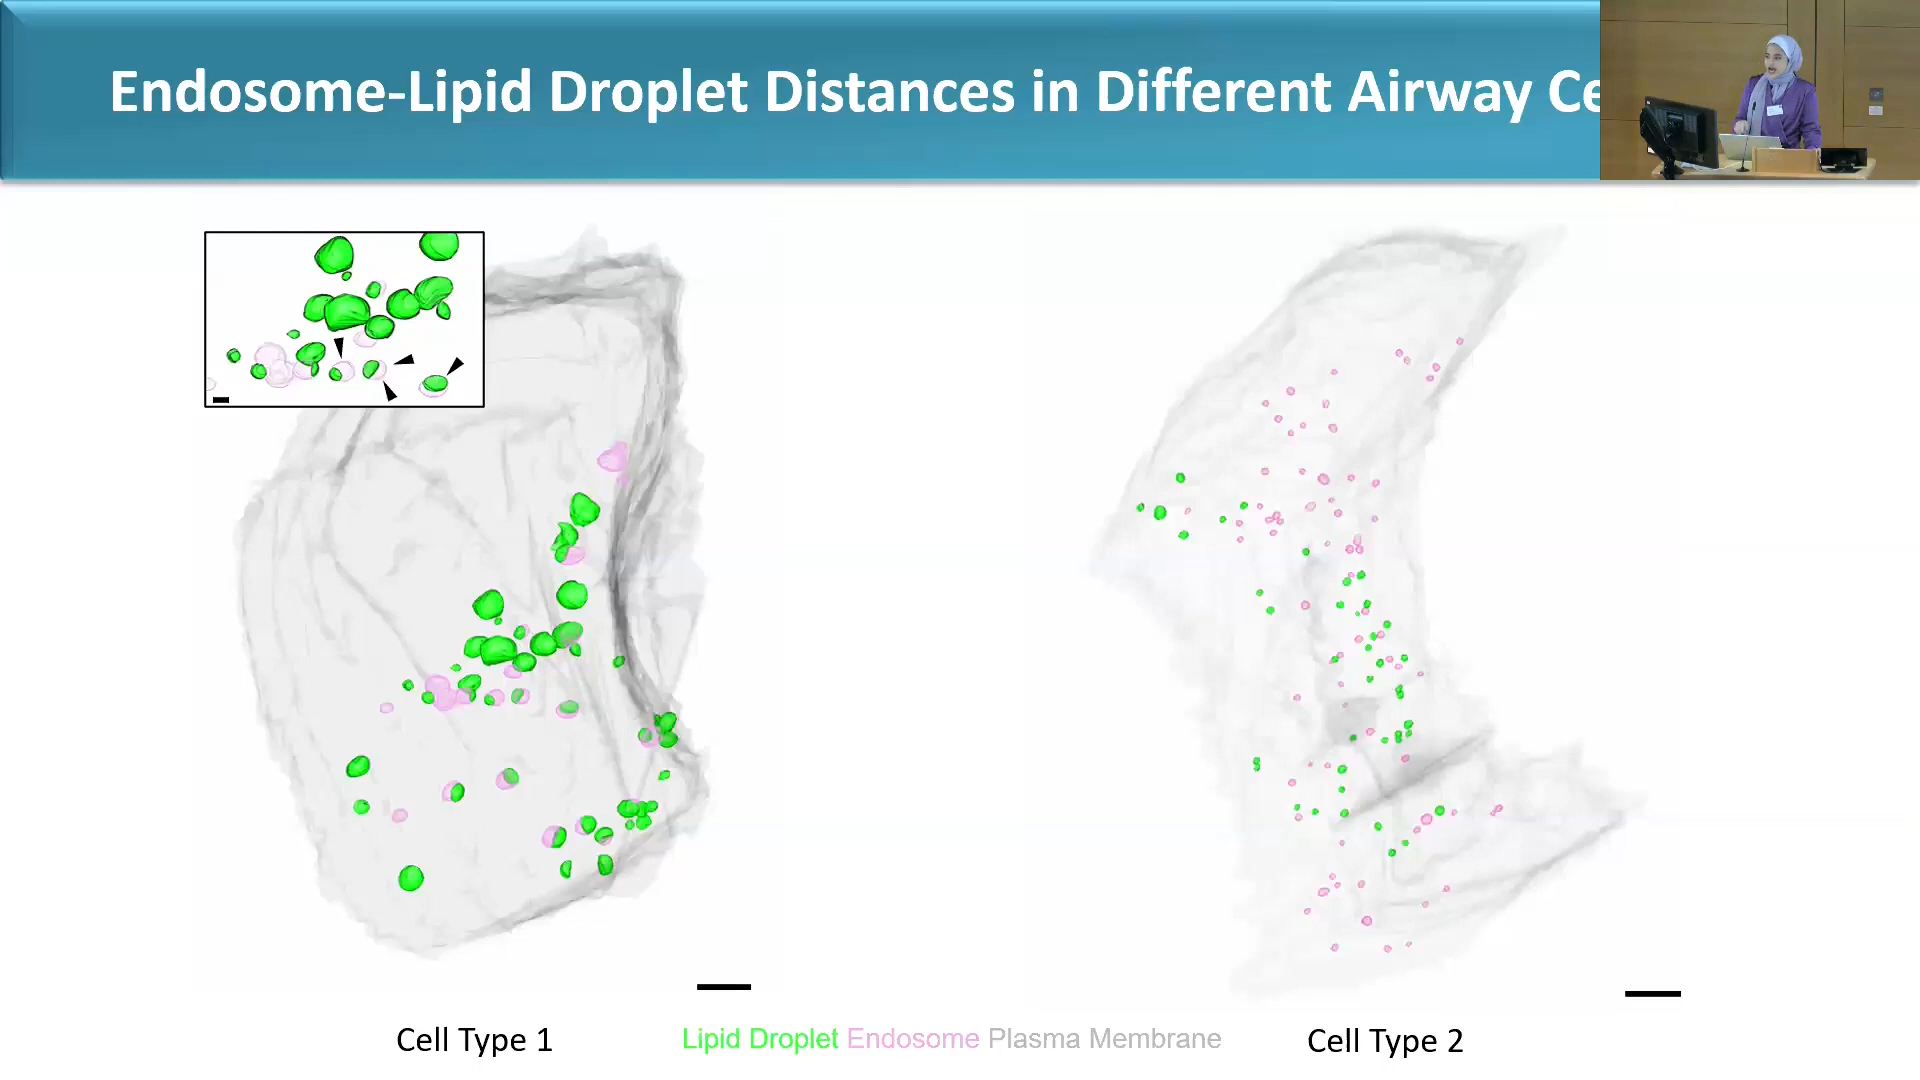 Endosome-Lipid Droplet Distances in Different Airway Ce
Cell Type 1
Lipid Droplet Endosome Plasma Membrane
Cell Type 2